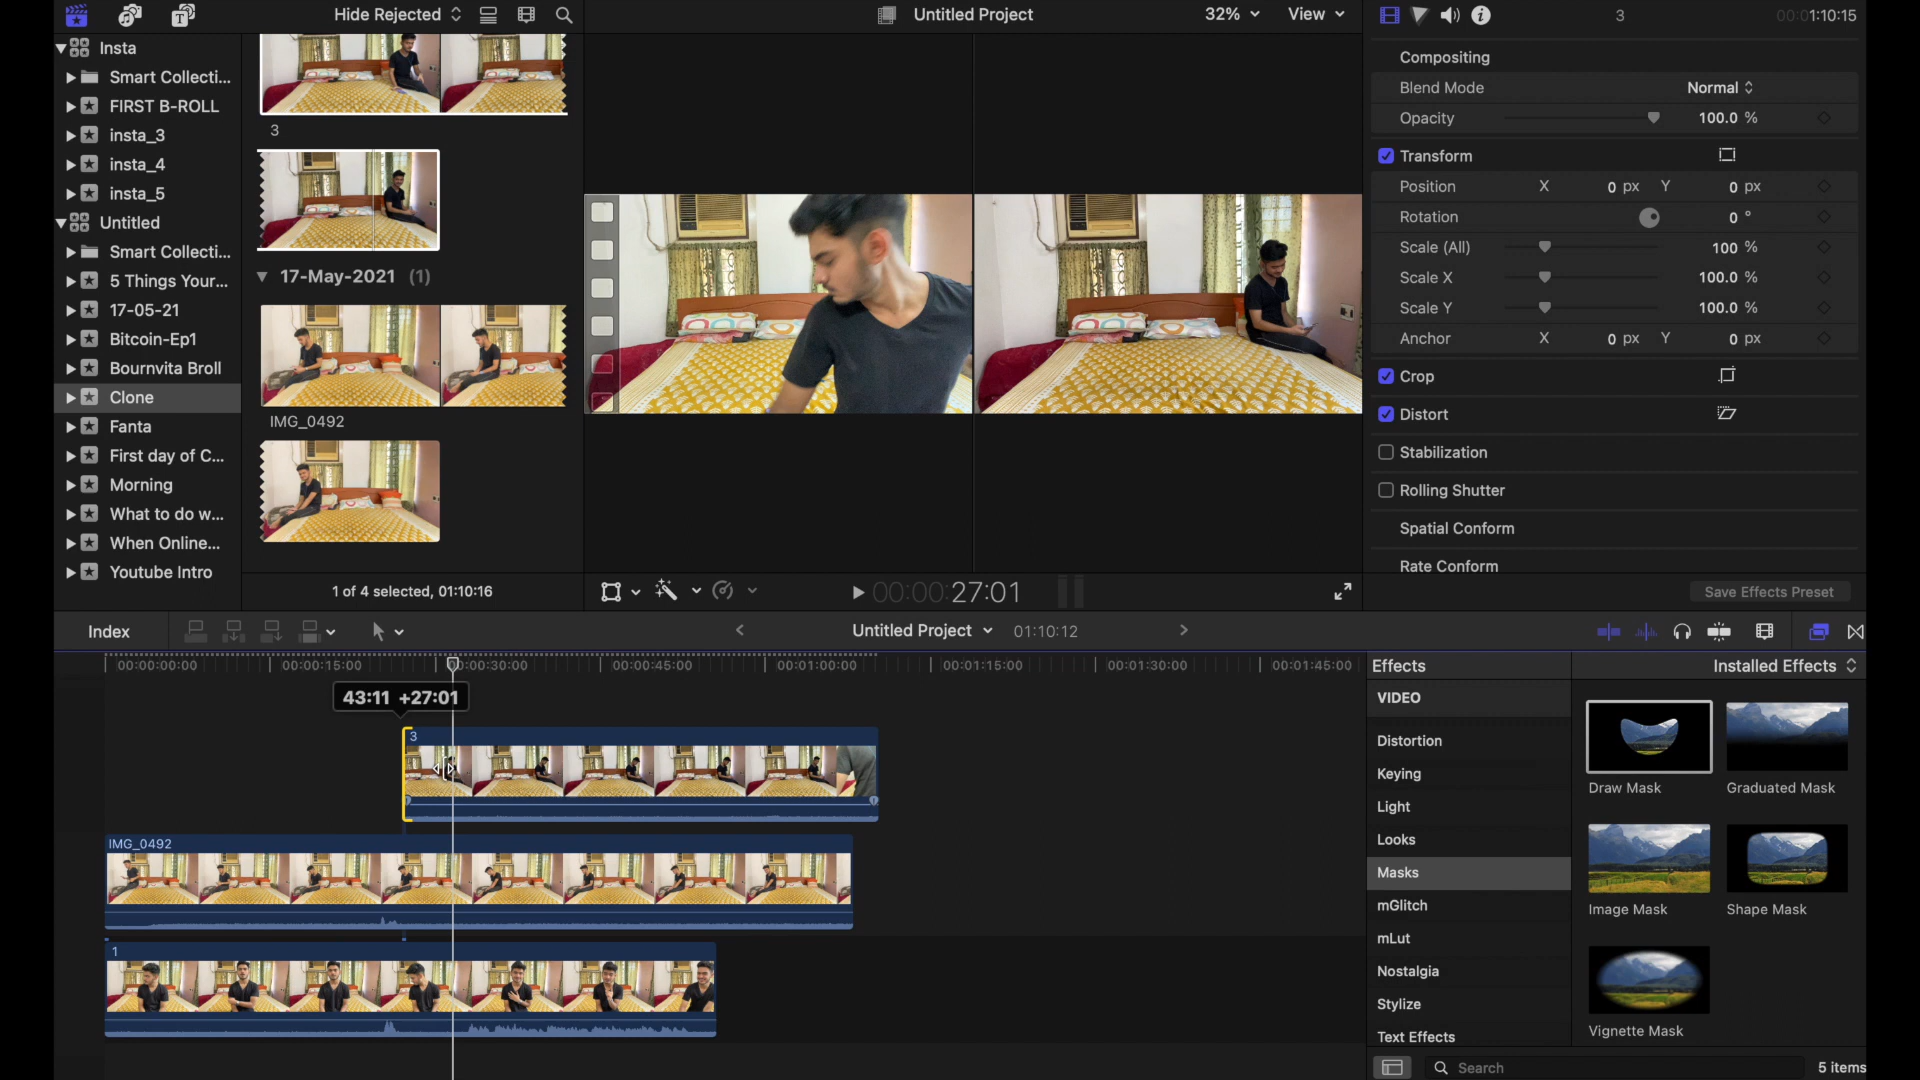 Hide Rejected
Untitled Project
32%
View
3
00:01:10:15
Insta
Smart Collecti...
FIRST B-ROLL
insta_3
insta_4
insta_5
Untitled
Smart Collecti...
5 Things Your...
17-05-21
Bitcoin-Ep1
Bournvita Broll
Clone
Fanta
First day of C...
Morning
What to do w...
When Online...
Youtube Intro
3
17-May-2021 (1)
IMG_0492
1 of 4 selected, 01:10:16
00:00:00:27:01
Compositing
Blend Mode Normal
Opacity 100.0 %
Transform
Position X 0 px Y 0 px
Rotation 0 °
Scale (All) 100 %
Scale X 100.0 %
Scale Y 100.0 %
Anchor X 0 px Y 0 px
Crop
Distort
Stabilization
Rolling Shutter
Spatial Conform
Rate Conform
Save Effects Preset
Index
Untitled Project 01:10:12
00:00:00:00 00:00:15:00 00:00:30:00 00:00:45:00 00:01:00:00 00:01:15:00 00:01:30:00 00:01:45:00
43:11 +27:01
3
IMG_0492
1
Effects
Installed Effects
VIDEO
Distortion
Keying
Light
Looks
Masks
mGlitch
mLut
Nostalgia
Stylize
Text Effects
Draw Mask
Graduated Mask
Image Mask
Shape Mask
Vignette Mask
Search
5 items